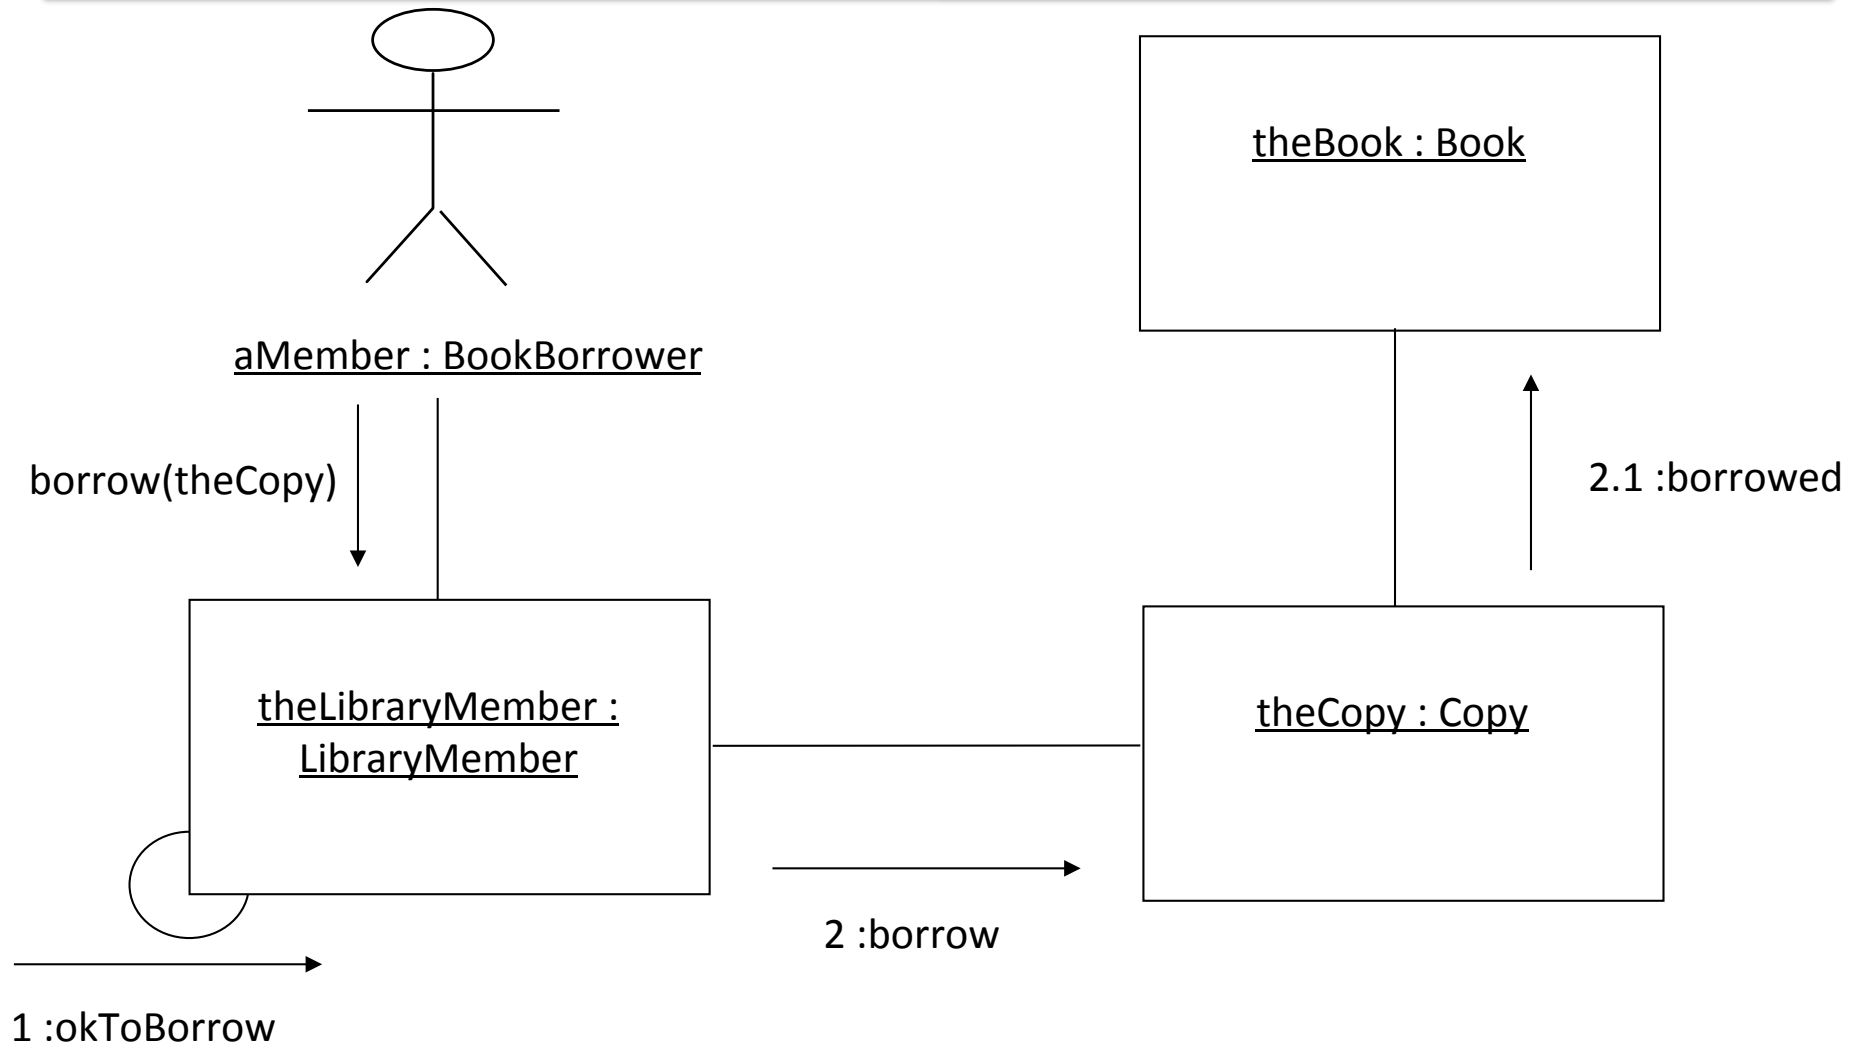 theBook : Book
aMember : BookBorrower
borrow(theCopy)
2.1 :borrowed
theLibraryMember :
LibraryMember
theCopy : Copy
2 :borrow
1 :okToBorrow